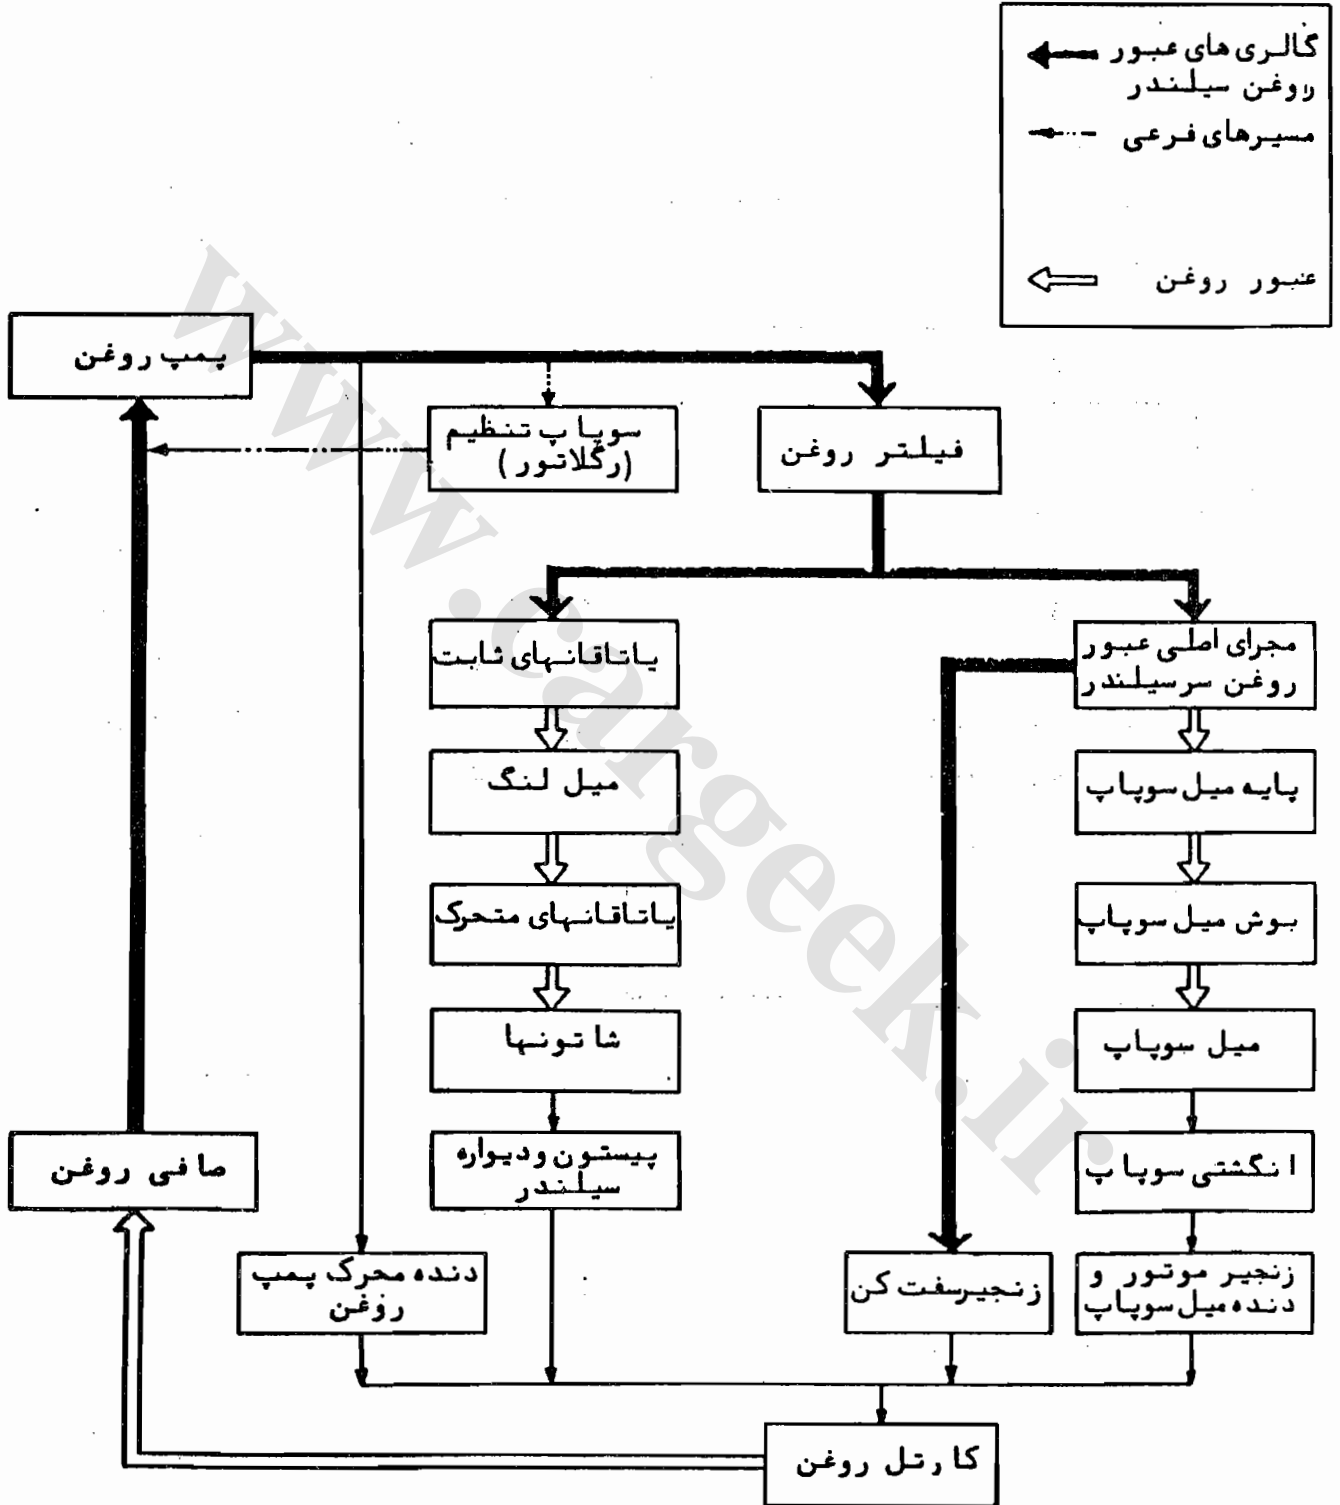 گالری های عبور
روغن سیلندر
مسیرهای فرعی
عبور روغن
پمپ روغن
سوپاپ تنظیم
(رگلاتور)
فیلتر روغن
یاتاقانهای ثابت
مجرای اصلی عبور
روغن سرسیلندر
میل لنگ
پایه میل سوپاپ
یاتاقانهای متحرک
بوش میل سوپاپ
شاتونها
میل سوپاپ
صافی روغن
پیستون ودیواره
سیلندر
انگشتی سوپاپ
دنده محرک پمپ
روغن
زنجیرسفت کن
زنجیر موتور و
دنده میل سوپاپ
کارتل روغن
www.cargeek.ir